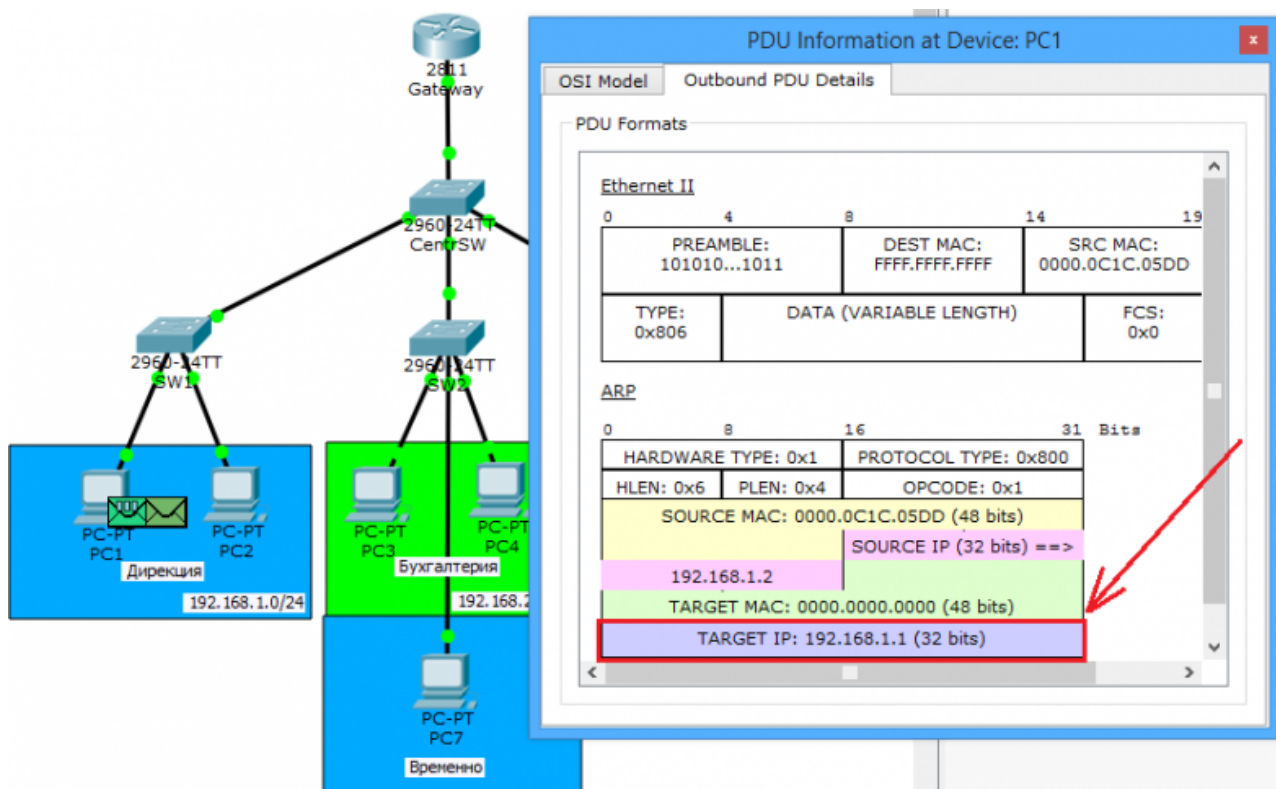 2811
Gateway
2960-24TT
CentrSW
2960-24TT
SW1
2960-24TT
SW2
PC-PT
PC1
PC-PT
PC2
Дирекция
192.168.1.0/24
PC-PT
PC3
PC-PT
PC4
Бухгалтерия
192.168.2
PC-PT
PC7
Временно
PDU Information at Device: PC1
x
OSI Model
Outbound PDU Details
PDU Formats
Ethernet II
0 4 8 14 19
PREAMBLE:
101010...1011
DEST MAC:
FFFF.FFFF.FFFF
SRC MAC:
0000.0C1C.05DD
TYPE:
0x806
DATA (VARIABLE LENGTH)
FCS:
0x0
ARP
0 8 16 31 Bits
HARDWARE TYPE: 0x1 PROTOCOL TYPE: 0x800
HLEN: 0x6 PLEN: 0x4 OPCODE: 0x1
SOURCE MAC: 0000.0C1C.05DD (48 bits)
SOURCE IP (32 bits) ==>
192.168.1.2
TARGET MAC: 0000.0000.0000 (48 bits)
TARGET IP: 192.168.1.1 (32 bits)